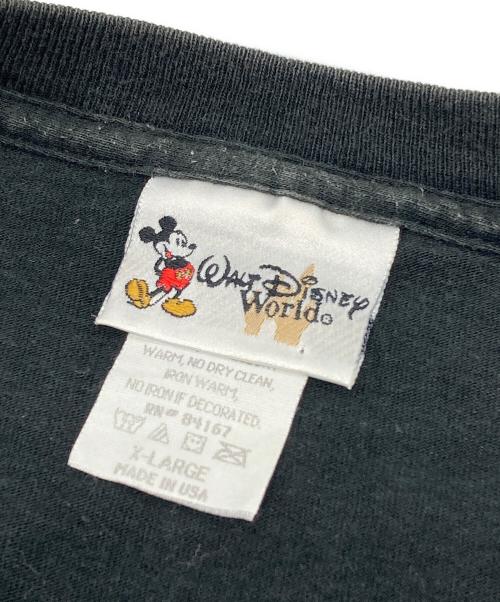 WALT DISNEY
World®
WARM, NO DRY CLEAN,
IRON WARM,
NO IRON IF DECORATED.
RN# 84167
X-LARGE
MADE IN USA